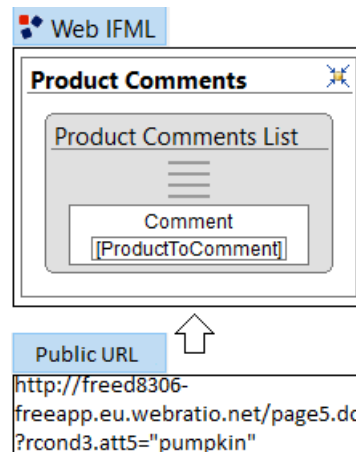 Web IFML
Product Comments
Product Comments List
Comment
[ProductToComment]
Public URL
http://freed8306-
freeapp.eu.webratio.net/page5.do
?rcond3.att5="pumpkin"